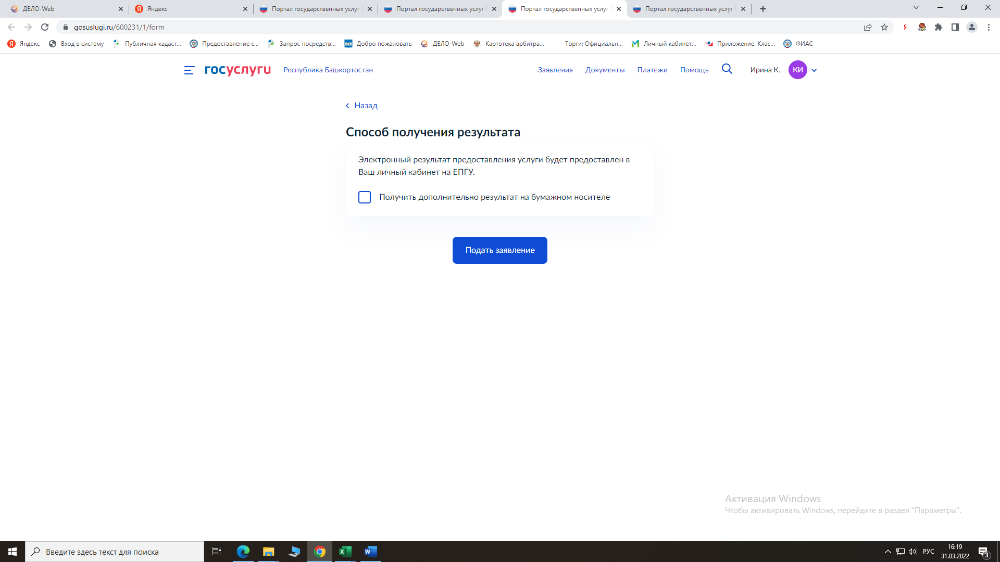 ДЕЛО-Web
Яндекс
Портал государственных услуг
Портал государственных услуг
Портал государственных услуг
Портал государственных услуг
gosuslugi.ru/600231/1/form
Яндекс
Вход в систему
Публичная кадаст...
Предоставление с...
Запрос посредств...
Добро пожаловать
ДЕЛО-Web
Картотека арбитра...
Торги: Официальн...
Личный кабинет...
Приложение. Клас...
ФИАС
госуслуги
Республика Башкортостан
Заявления
Документы
Платежи
Помощь
Ирина К.
КИ
Назад
Способ получения результата
Электронный результат предоставления услуги будет предоставлен в
Ваш личный кабинет на ЕПГУ.
Получить дополнительно результат на бумажном носителе
Подать заявление
Активация Windows
Чтобы активировать Windows, перейдите в раздел "Параметры".
Введите здесь текст для поиска
РУС
16:19
31.03.2022
3